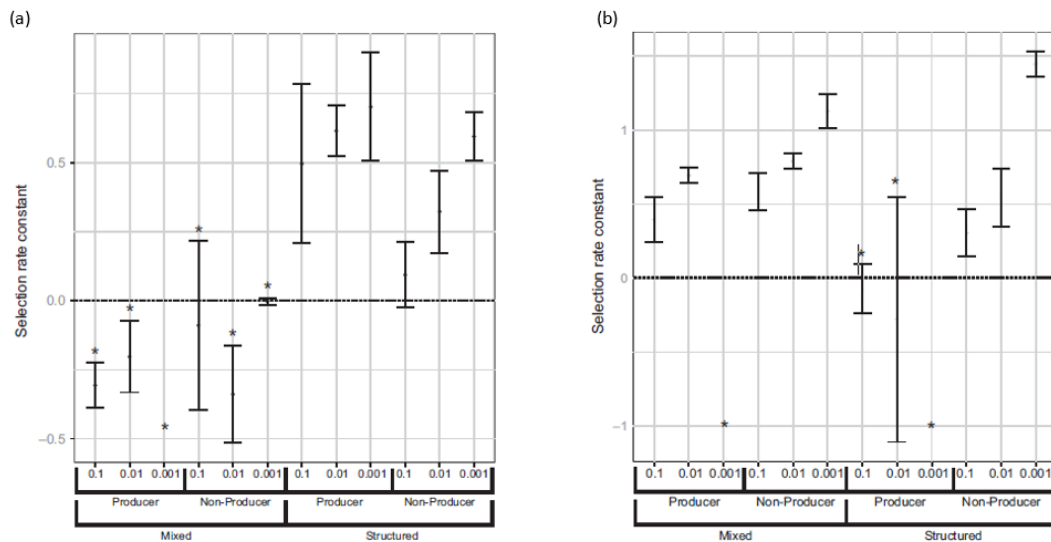 (a)
Selection rate constant
0.5
0.0
–0.5
* * * * * *
0.1 0.01 0.001 0.1 0.01 0.001 0.1 0.01 0.001 0.1 0.01 0.001
Producer Non-Producer Producer Non-Producer
Mixed Structured
(b)
Selection rate constant
1
0
–1
* * * *
0.1 0.01 0.001 0.1 0.01 0.001 0.1 0.01 0.001 0.1 0.01 0.001
Producer Non-Producer Producer Non-Producer
Mixed Structured